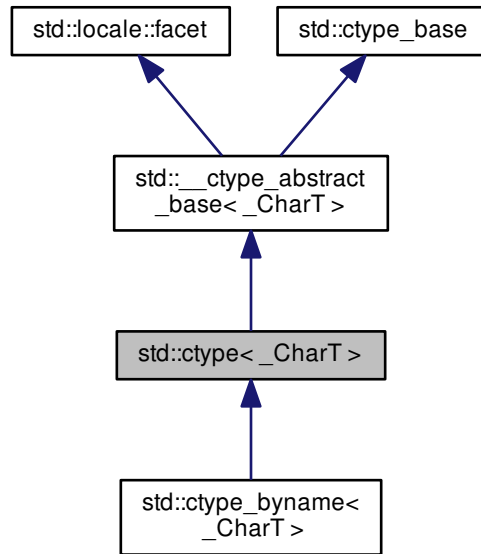 std::locale::facet
std::ctype_base
std::__ctype_abstract
_base< _CharT >
std::ctype< _CharT >
std::ctype_byname<
_CharT >